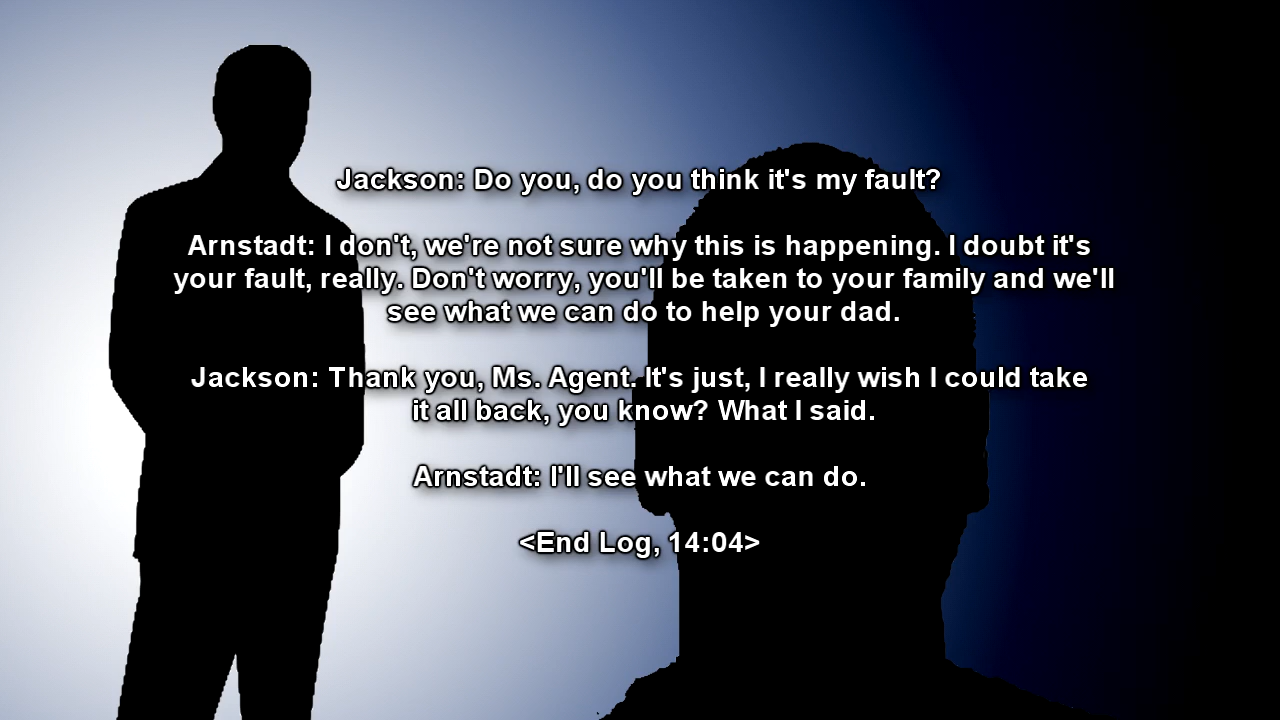 Jackson: Do you, do you think it's my fault?
Arnstadt: I don't, we're not sure why this is happening. I doubt it's
your fault, really. Don't worry, you'll be taken to your family and we'll
see what we can do to help your dad.
Jackson: Thank you, Ms. Agent. It's just, I really wish I could take
it all back, you know? What I said.
Arnstadt: I'll see what we can do.
<End Log, 14:04>